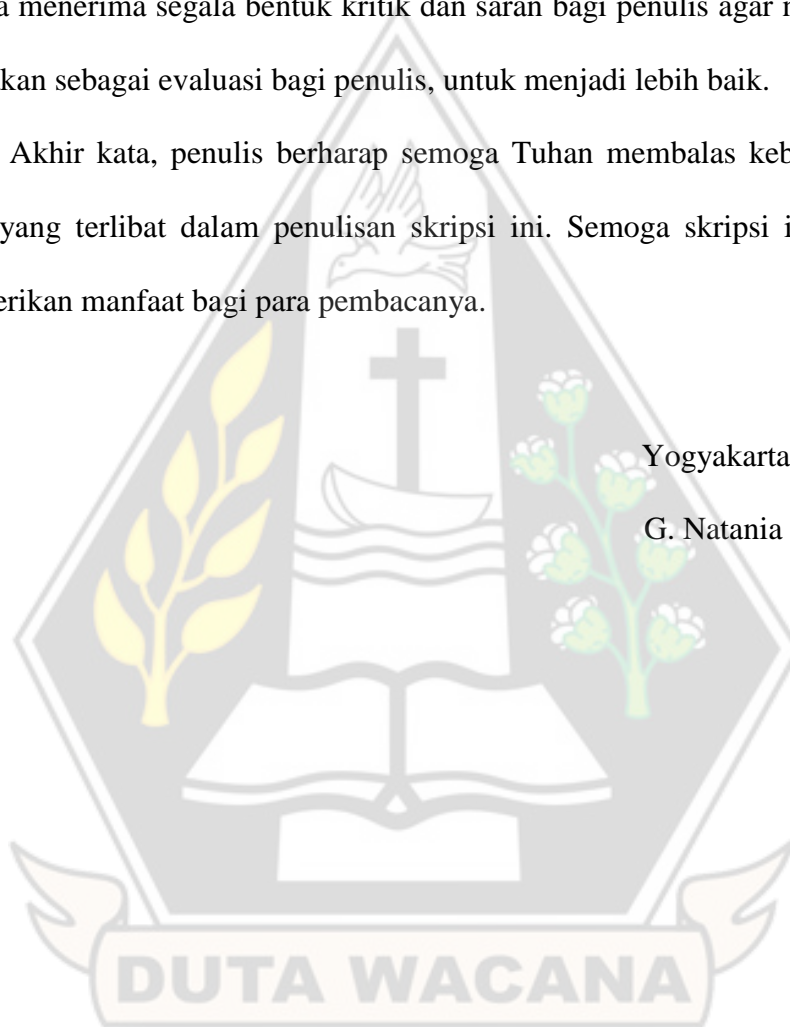 menerima segala bentuk kritik dan saran bagi penulis agar
kan sebagai evaluasi bagi penulis, untuk menjadi lebih baik.
Akhir kata, penulis berharap semoga Tuhan membalas keb
yang terlibat dalam penulisan skripsi ini. Semoga skripsi i
erikan manfaat bagi para pembacanya.
Yogyakarta
G. Natania
DUTA WACANA